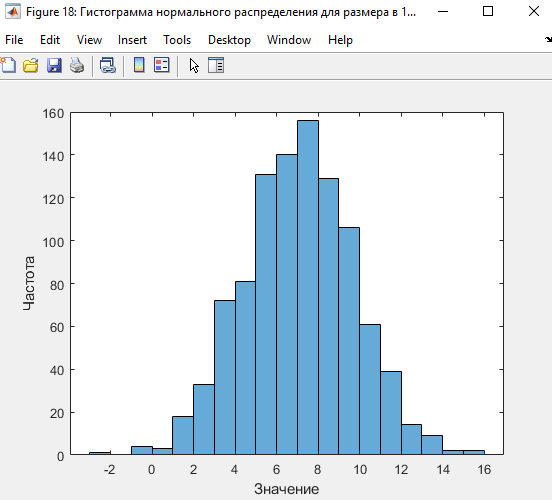 Figure 18: Гистограмма нормального распределения для размера в 1...
File Edit View Insert Tools Desktop Window Help
160
140
120
100
80
60
40
20
0
Частота
-2 0 2 4 6 8 10 12 14 16
Значение